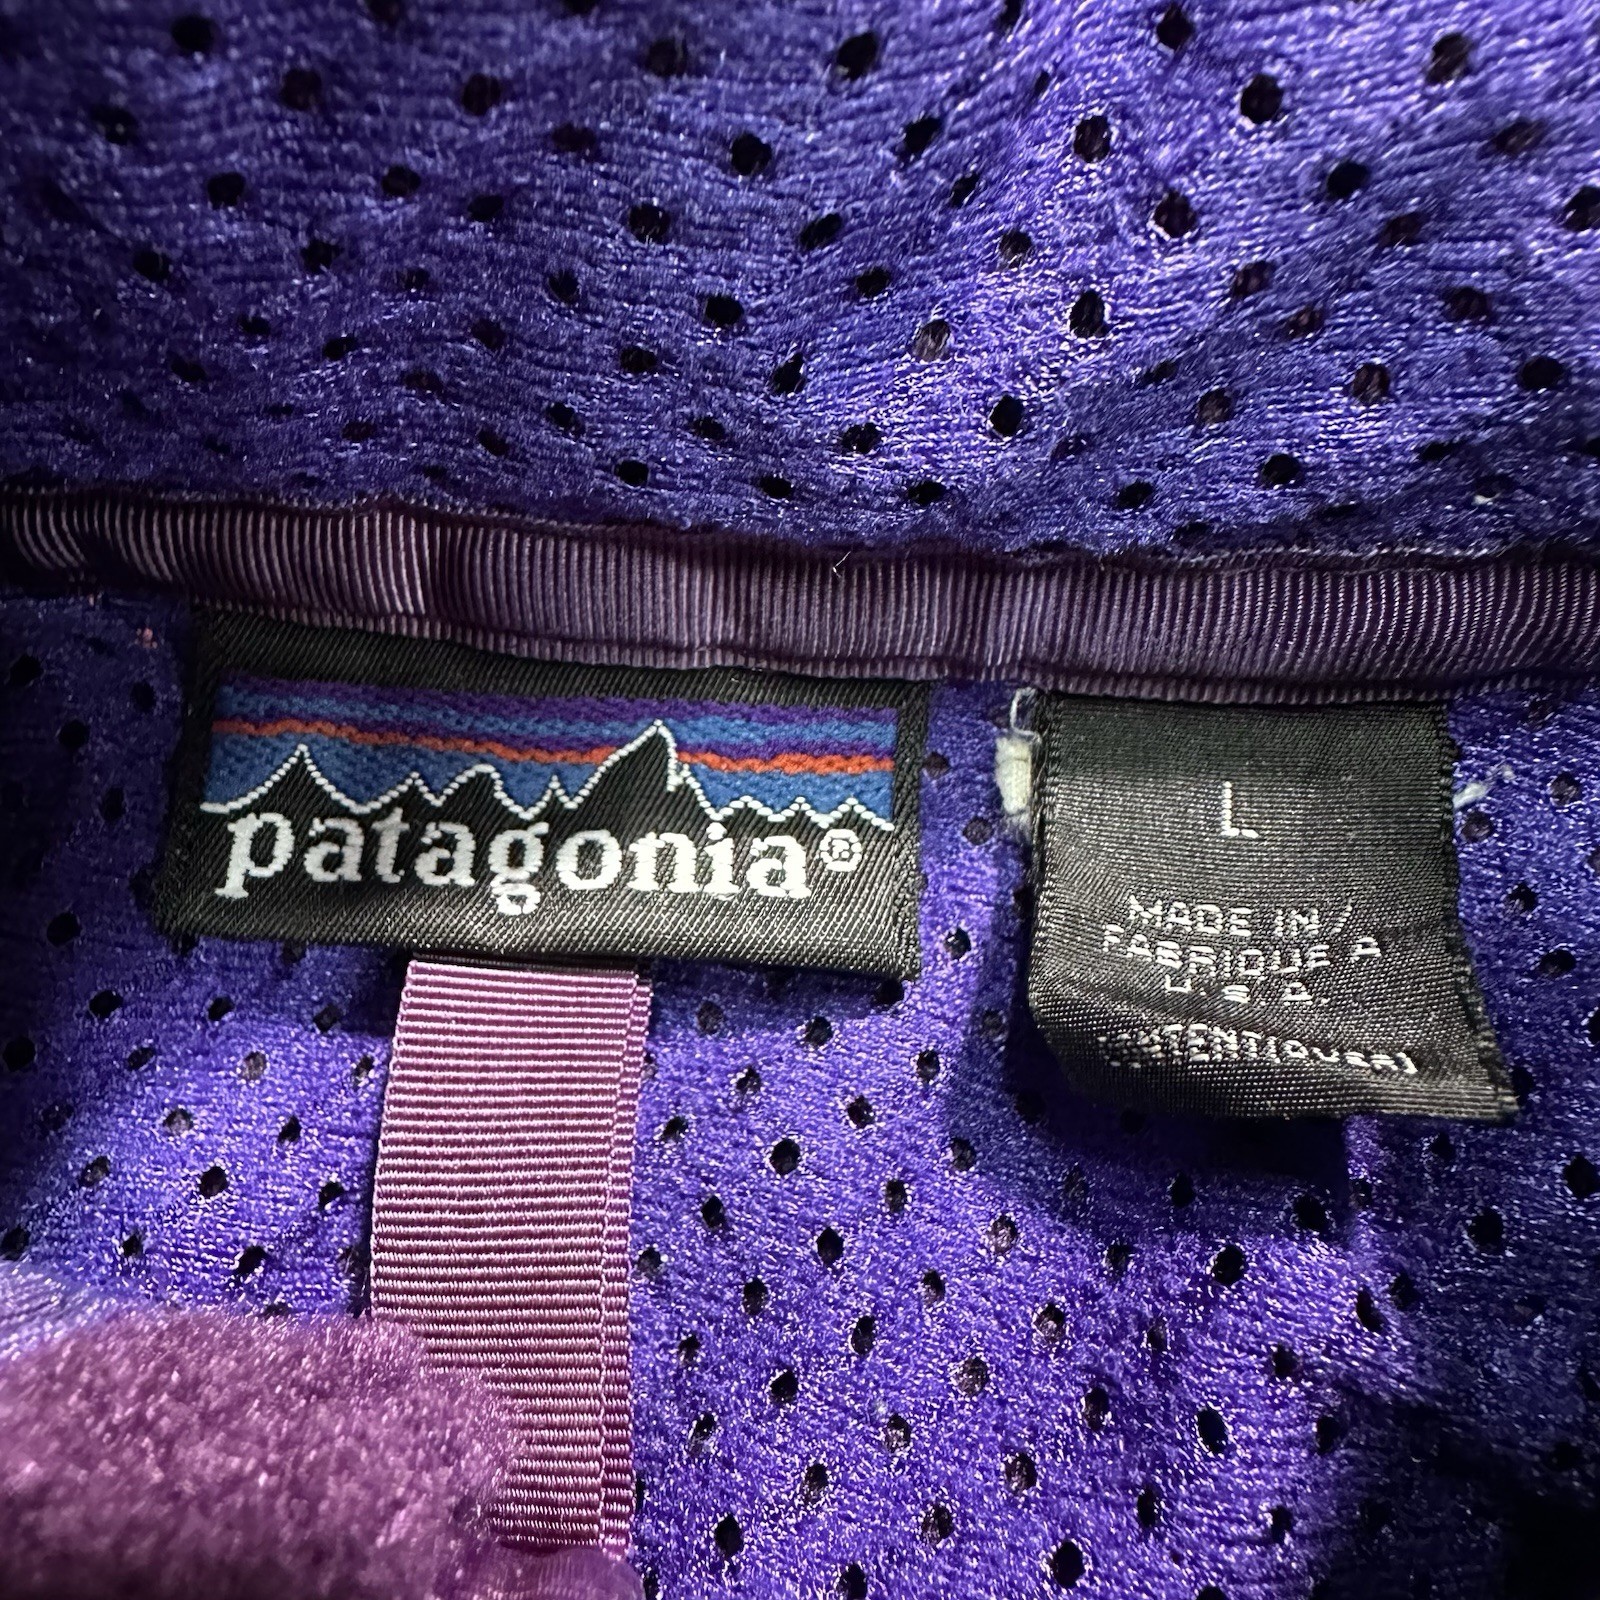 patagonia®
L
MADE IN/
FABRIQUE A
U.S.A.